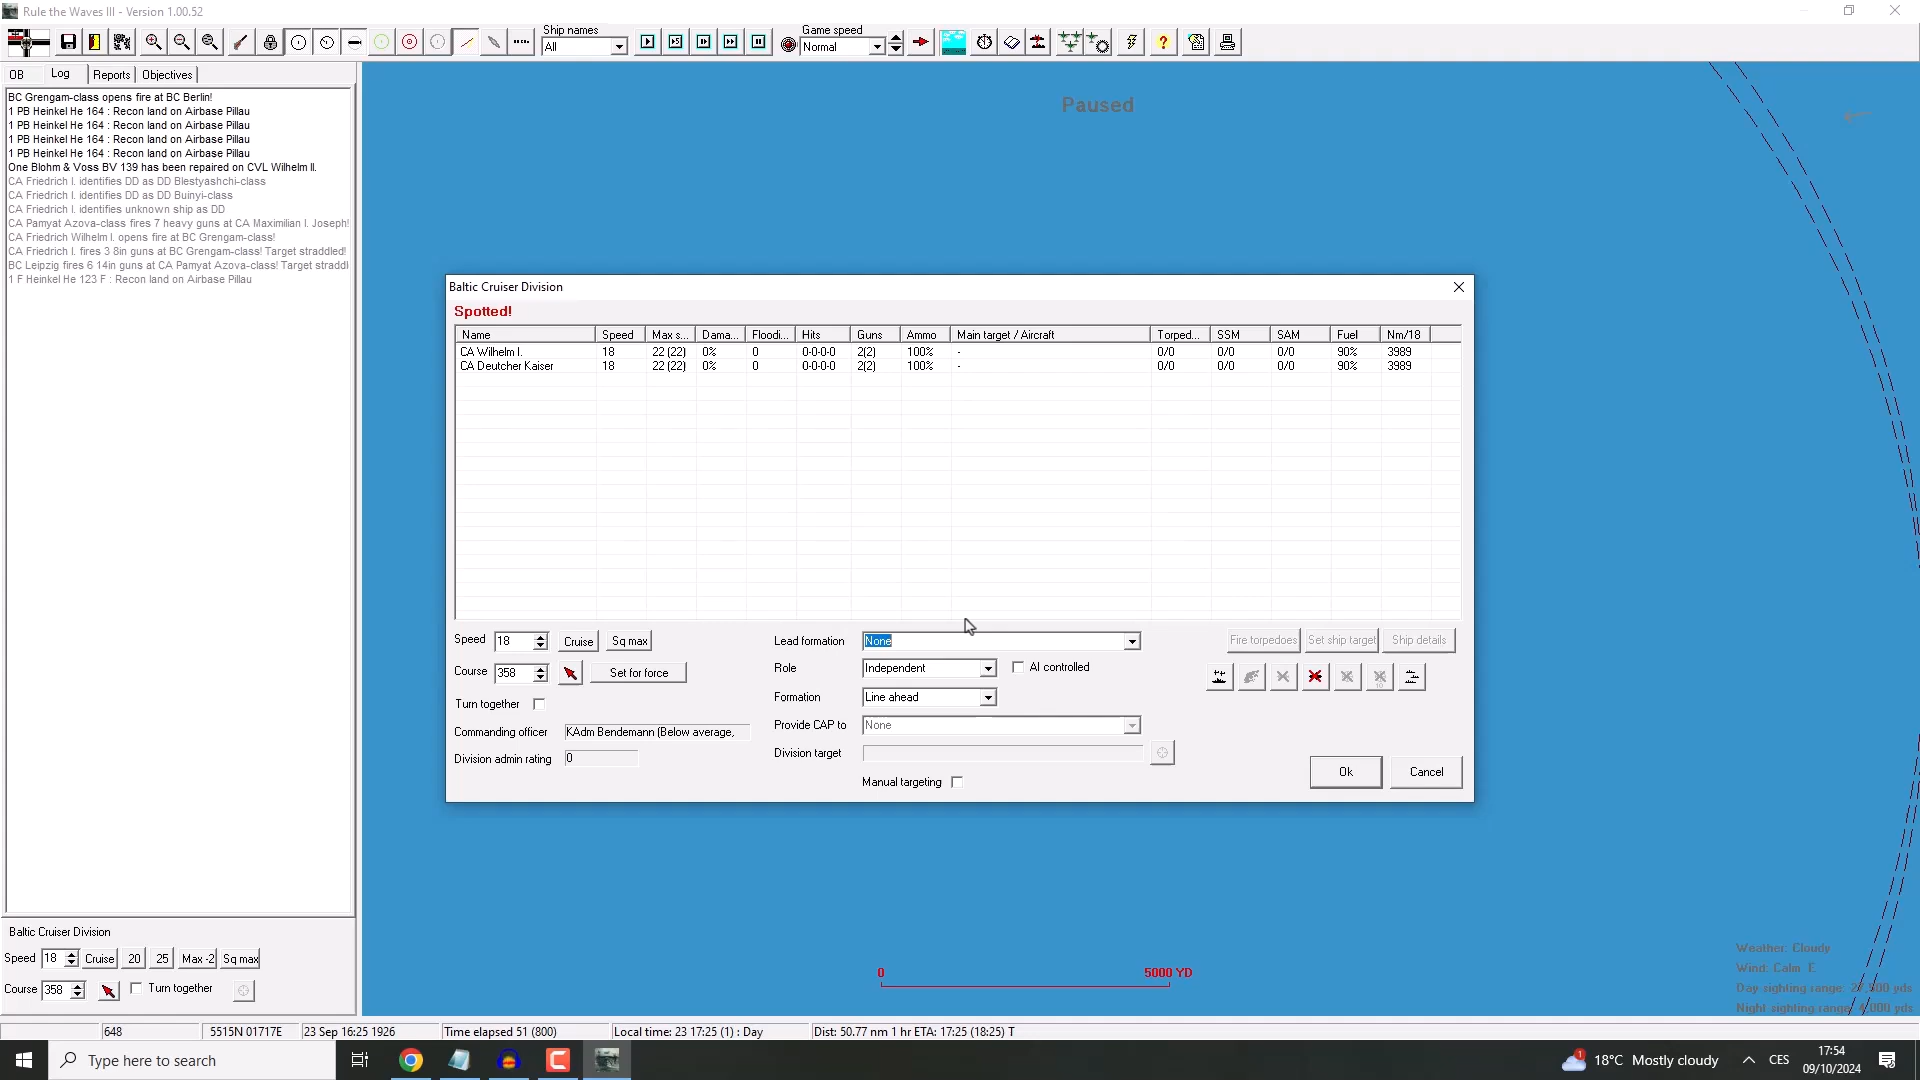 Rule the Waves III - Version 1.00.52
Ship names
All
Game speed
Normal
OB Log Reports Objectives
BC Grengam-class opens fire at BC Berlin!
1 PB Heinkel He 164 : Recon land on Airbase Pillau
1 PB Heinkel He 164 : Recon land on Airbase Pillau
1 PB Heinkel He 164 : Recon land on Airbase Pillau
1 PB Heinkel He 164 : Recon land on Airbase Pillau
One Blohm & Voss BV 139 has been repaired on CVL Wilhelm II.
CA Friedrich I. identifies DD as DD Blestyashchi-class
CA Friedrich I. identifies DD as DD Buinyi-class
CA Friedrich I. identifies unknown ship as DD
CA Pamyat Azova-class fires 7 heavy guns at CA Maximilian I. Joseph!
CA Friedrich Wilhelm I. opens fire at BC Grengam-class!
CA Friedrich I. fires 3 8in guns at BC Grengam-class! Target straddled!
BC Leipzig fires 6 14in guns at CA Pamyat Azova-class! Target straddl
1 F Heinkel He 123 F : Recon land on Airbase Pillau
Paused
Baltic Cruiser Division
Spotted!
Name Speed Max s... Dama... Floodi... Hits Guns Ammo Main target / Aircraft Torped... SSM SAM Fuel Nm/18
CA Wilhelm I. 18 22 (22) 0% 0 0-0-0-0 2(2) 100% - 0/0 0/0 0/0 90% 3989
CA Deutcher Kaiser 18 22 (22) 0% 0 0-0-0-0 2(2) 100% - 0/0 0/0 0/0 90% 3989
Speed 18 Cruise Sq max Lead formation None Fire torpedoes Set ship target Ship details
Course 358 Set for force Role Independent AI controlled
Turn together Formation Line ahead
Commanding officer KAdm Bendemann (Below average, Provide CAP to None
Division admin rating 0 Division target
Manual targeting
Ok Cancel
Baltic Cruiser Division
Speed 18 Cruise 20 25 Max -2 Sq max
Course 358 Turn together
0 5000 YD
Weather: Cloudy
Wind: Calm E
Day sighting range: 27,500 yds
Night sighting range: 4,000 yds
648 5515N 01717E 23 Sep 16:25 1926 Time elapsed 51 (800) Local time: 23 17:25 (1) : Day Dist: 50.77 nm 1 hr ETA: 17:25 (18:25) T
Type here to search
1 18°C Mostly cloudy CES 17:54
09/10/2024